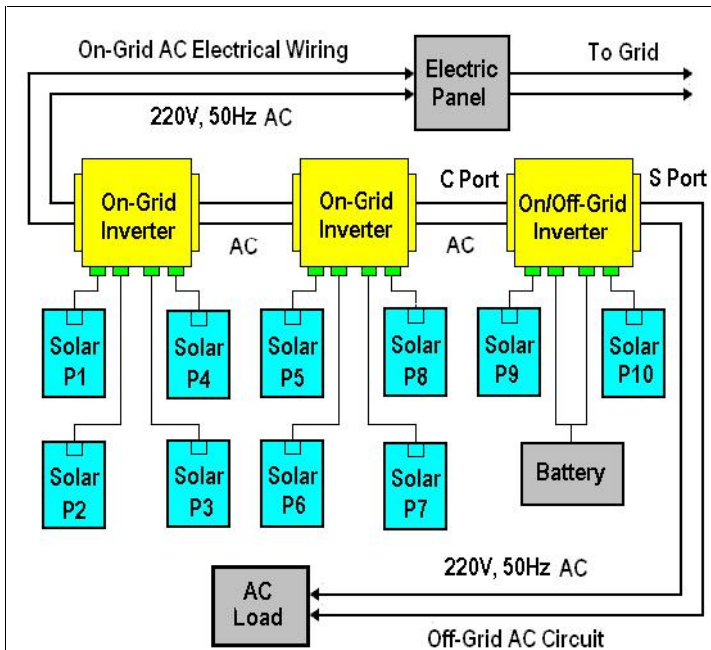 On-Grid AC Electrical Wiring
Electric
Panel
To Grid
220V, 50Hz AC
On-Grid
Inverter
AC
On-Grid
Inverter
C Port
AC
On/Off-Grid
Inverter
S Port
Solar
P1
Solar
P4
Solar
P5
Solar
P8
Solar
P9
Solar
P10
Solar
P2
Solar
P3
Solar
P6
Solar
P7
Battery
220V, 50Hz AC
AC
Load
Off-Grid AC Circuit